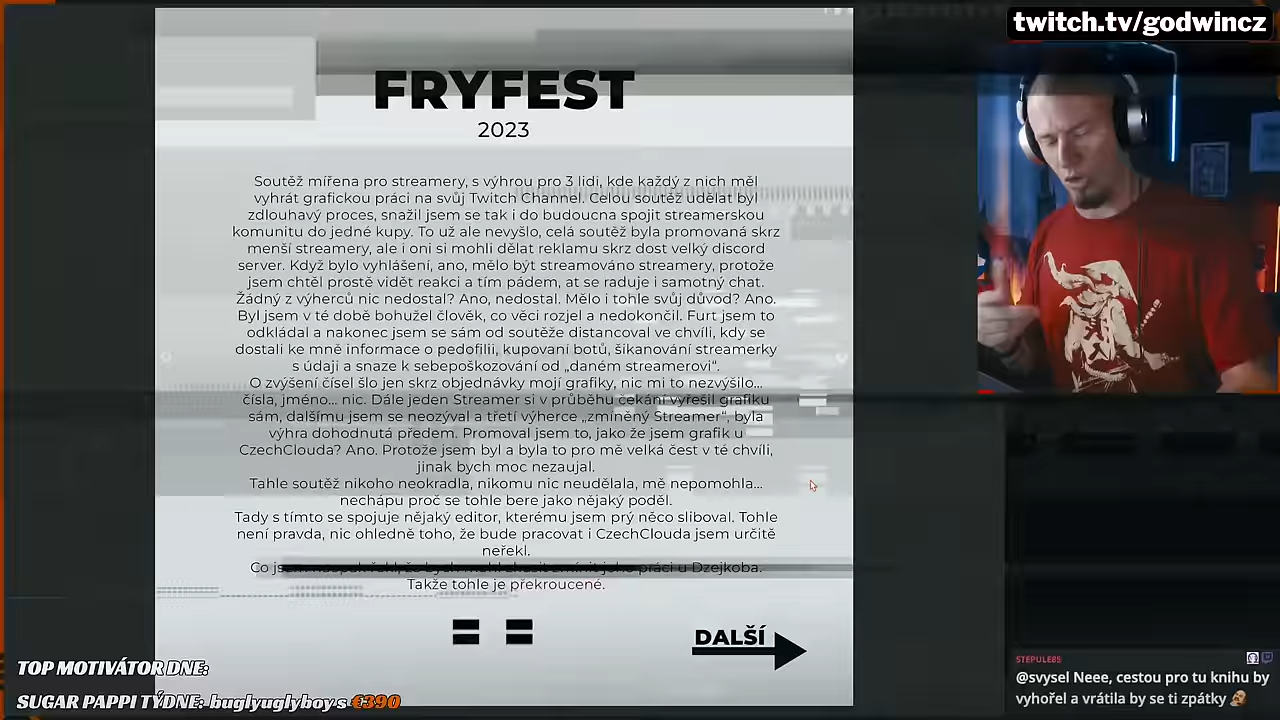 twitch.tv/godwincz
FRYFEST
2023
Soutěž mířena pro streamery, s výhrou pro 3 lidi, kde každý z nich měl
vyhrát grafickou práci na svůj Twitch Channel. Celou soutěž udělat byl
zdlouhavý proces, snažil jsem se tak i do budoucna spojit streamerskou
komunitu do jedné kupy. To už ale nevyšlo, celá soutěž byla promovaná skrz
menší streamery, ale i oni si mohli dělat reklamu skrz dost velký discord
server. Když bylo vyhlášení, ano, mělo být streamováno streamery, protože
jsem chtěl prostě vidět reakci a tím pádem, at se raduje i samotný chat.
Žádný z výherců nic nedostal? Ano, nedostal. Mělo i tohle svůj důvod? Ano.
Byl jsem v té době bohužel člověk, co věci rozjel a nedokončil. Furt jsem to
odkládal a nakonec jsem se sám od soutěže distancoval ve chvíli, kdy se
dostali ke mně informace o pedofilii, kupovaní botů, šikanování streamerky
s údaji a snaze k sebepoškozování od „daném streamerovi“.
O zvýšení čísel šlo jen skrz objednávky mojí grafiky, nic mi to nezvýšilo...
čísla, jméno... nic. Dále jeden Streamer si v průběhu čekání vyřešil grafiku
sám, dalšímu jsem se neozýval a třetí výherce „zmíněný Streamer“, byla
výhra dohodnutá předem. Promoval jsem to, jako že jsem grafik u
CzechClouda? Ano. Protože jsem byl a byla to pro mě velká čest v té chvíli,
jinak bych moc nezaujal.
Tahle soutěž nikoho neokradla, nikomu nic neudělala, mě nepomohla...
nechápu proč se tohle bere jako nějaký poděl.
Tady s tímto se spojuje nějaký editor, kterému jsem prý něco sliboval. Tohle
není pravda, nic ohledně toho, že bude pracovat i CzechClouda jsem určitě
neřekl.
Co práci u Dzejkoba.
Takže tohle je překroucené.
DALŠÍ
TOP MOTIVÁTOR DNE:
SUGAR PAPPI TÝDNE: buglyuglyboy s €390
STEPULE85
@svysel Neee, cestou pro tu knihu by
vyhořel a vrátila by se ti zpátky